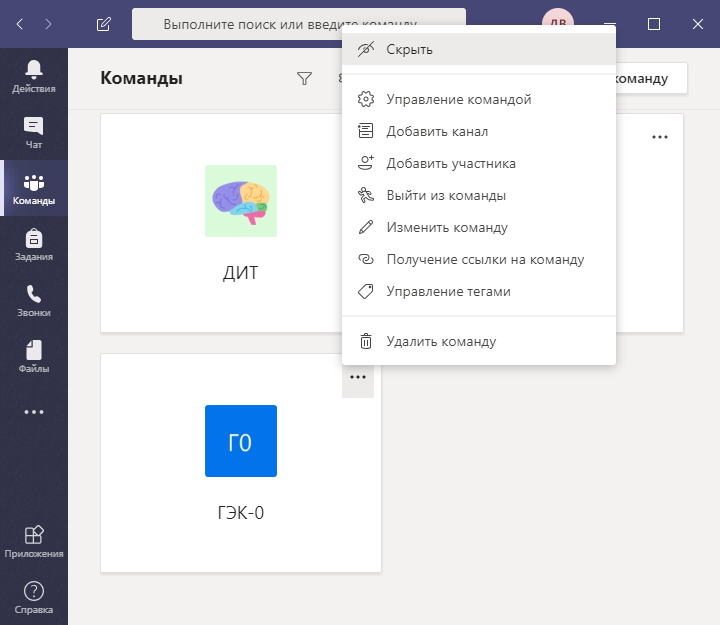 Выполните поиск или введите команду
ДВ
Действия
Чат
Команды
Задания
Звонки
Файлы
Приложения
Справка
Команды
команду
Скрыть
Управление командой
Добавить канал
Добавить участника
Выйти из команды
Изменить команду
Получение ссылки на команду
Управление тегами
Удалить команду
ДИТ
Г0
ГЭК-0